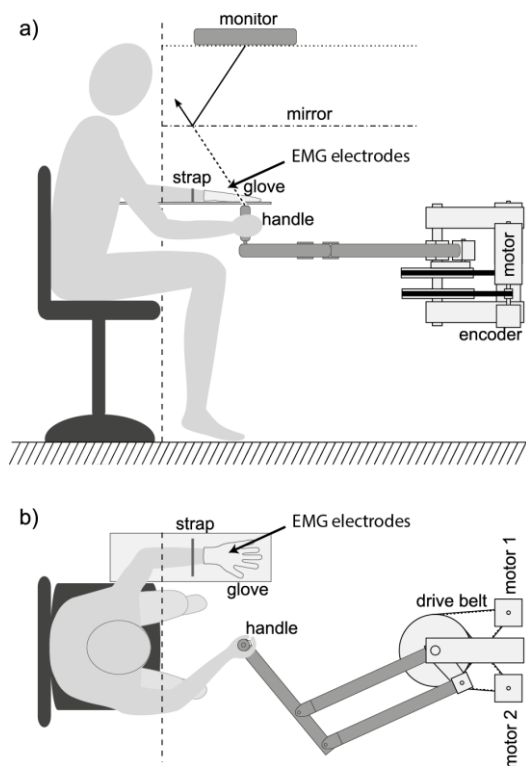 a)
monitor
mirror
EMG electrodes
strap
glove
handle
motor
encoder
b)
strap
EMG electrodes
glove
handle
drive belt
motor 1
motor 2